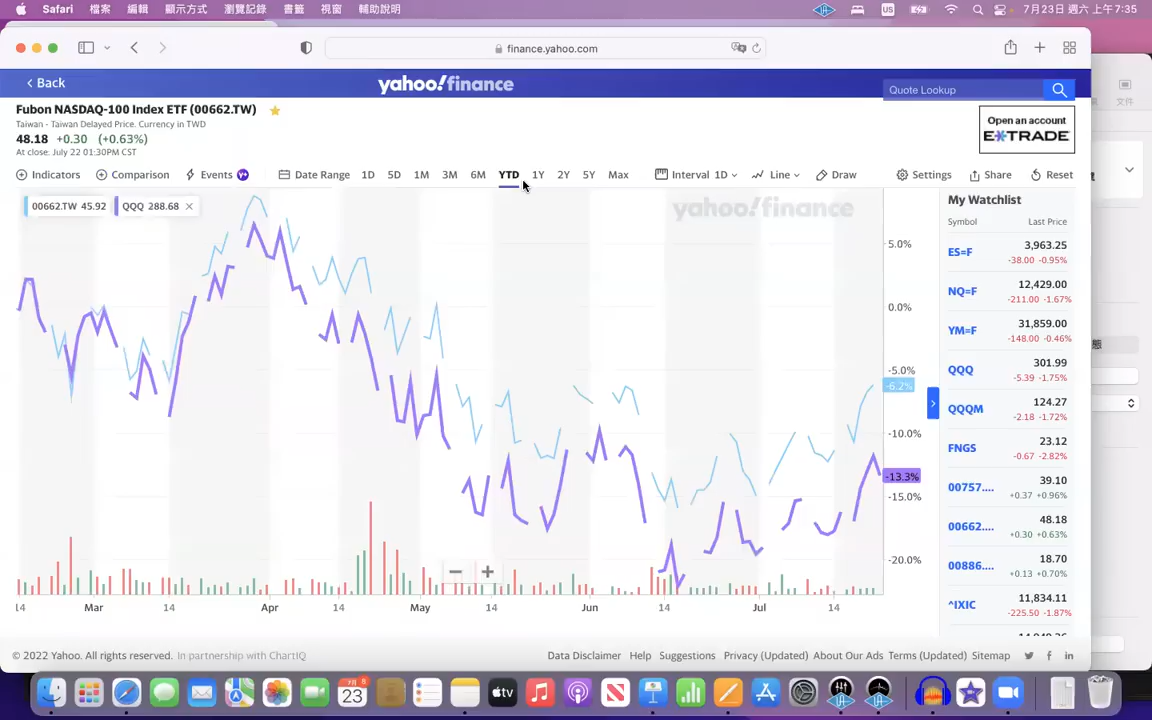 Safari 檔案 編輯 顯示方式 瀏覽記錄 書籤 視窗 輔助說明 US 7月23日 週六 上午7:35
finance.yahoo.com
< Back yahoo!finance Quote Lookup
Fubon NASDAQ-100 Index ETF (00662.TW)
Taiwan - Taiwan Delayed Price. Currency in TWD
48.18 +0.30 (+0.63%)
At close: July 22 01:30PM CST
Open an account
E*TRADE
文件
Indicators Comparison Events Y+ Date Range 1D 5D 1M 3M 6M YTD 1Y 2Y 5Y Max Interval 1D Line Draw Settings Share Reset
00662.TW 45.92 QQQ 288.68
yahoo!finance
5.0%
0.0%
-5.0%
-6.2%
-10.0%
-13.3%
-15.0%
-20.0%
14 Mar 14 Apr 14 May 14 Jun 14 Jul 14
My Watchlist
Symbol Last Price
ES=F 3,963.25
-38.00 -0.95%
NQ=F 12,429.00
-211.00 -1.67%
YM=F 31,859.00
-148.00 -0.46%
QQQ 301.99
-5.39 -1.75%
QQQM 124.27
-2.18 -1.72%
FNGS 23.12
-0.67 -2.82%
00757.... 39.10
+0.37 +0.96%
00662.... 48.18
+0.30 +0.63%
00886.... 18.70
+0.13 +0.70%
^IXIC 11,834.11
-225.50 -1.87%
態
© 2022 Yahoo. All rights reserved. In partnership with ChartIQ Data Disclaimer Help Suggestions Privacy (Updated) About Our Ads Terms (Updated) Sitemap
23
tv